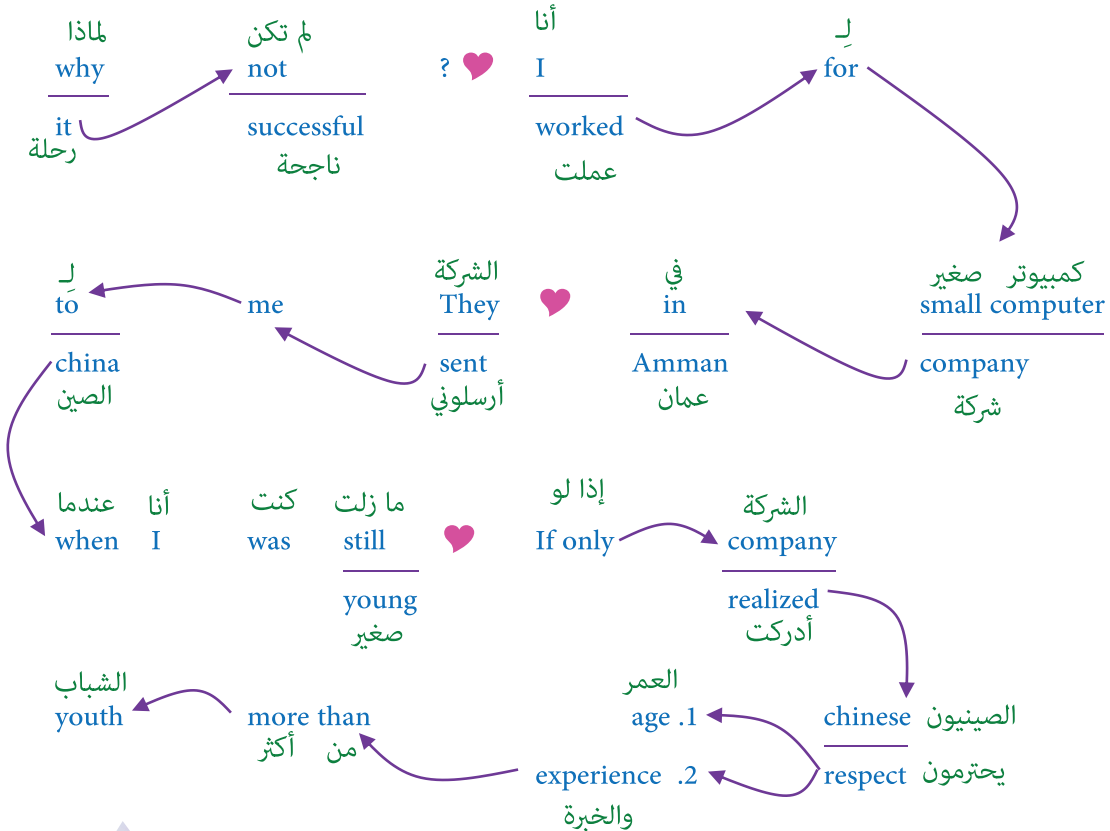 لماذا لم تكن أنا لِـ
why not ? I for
it successful worked
رحلة ناجحة عملت
لِـ الشركة في كمبيوتر صغير
to me They in small computer
china sent Amman company
الصين أرسلوني عمان شركة
عندما أنا كنت ما زلت إذا لو الشركة
when I was still If only company
young realized
صغير أدركت
الشباب العمر
youth more than age .1 chinese الصينيون
من أكثر
experience .2 respect يحترمون
والخبرة